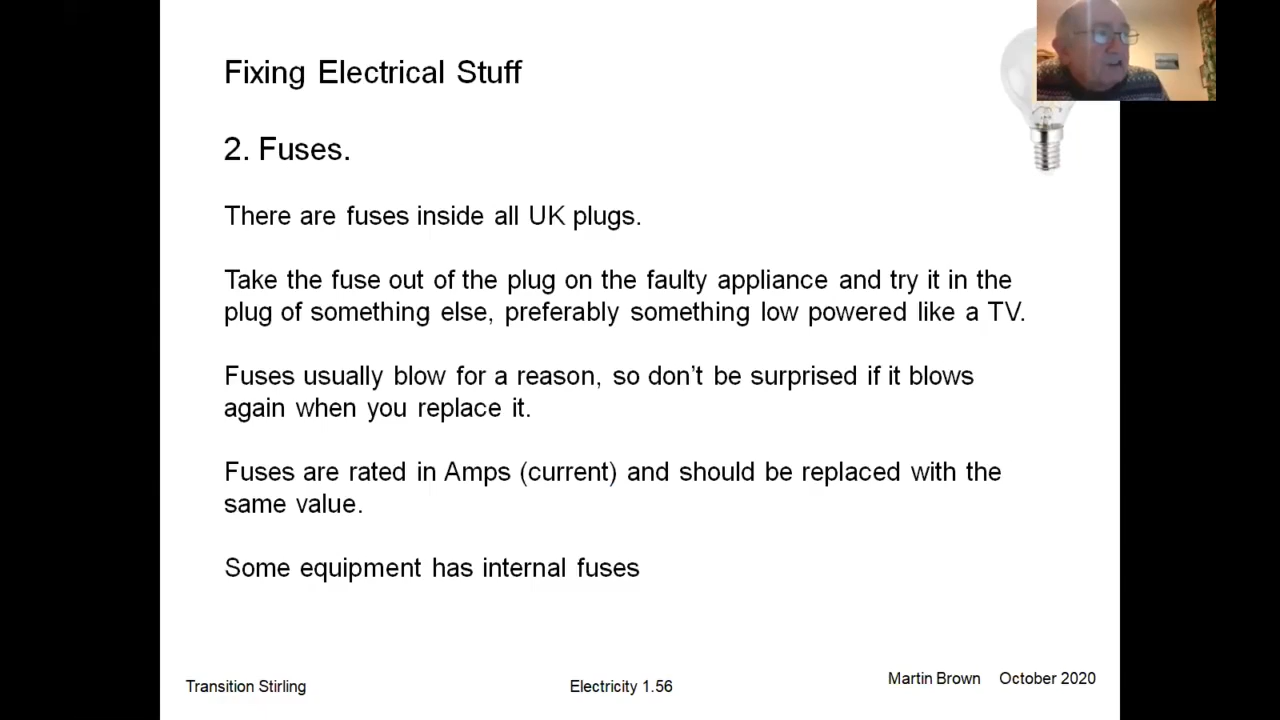 Fixing Electrical Stuff
2. Fuses.
There are fuses inside all UK plugs.
Take the fuse out of the plug on the faulty appliance and try it in the
plug of something else, preferably something low powered like a TV.
Fuses usually blow for a reason, so don’t be surprised if it blows
again when you replace it.
Fuses are rated in Amps (current) and should be replaced with the
same value.
Some equipment has internal fuses
Transition Stirling
Electricity 1.56
Martin Brown October 2020